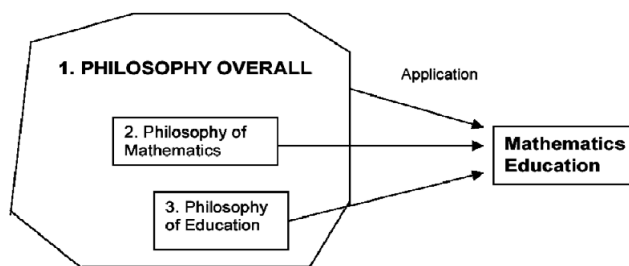 1. PHILOSOPHY OVERALL
Application
2. Philosophy of
Mathematics
Mathematics
Education
3. Philosophy
of Education